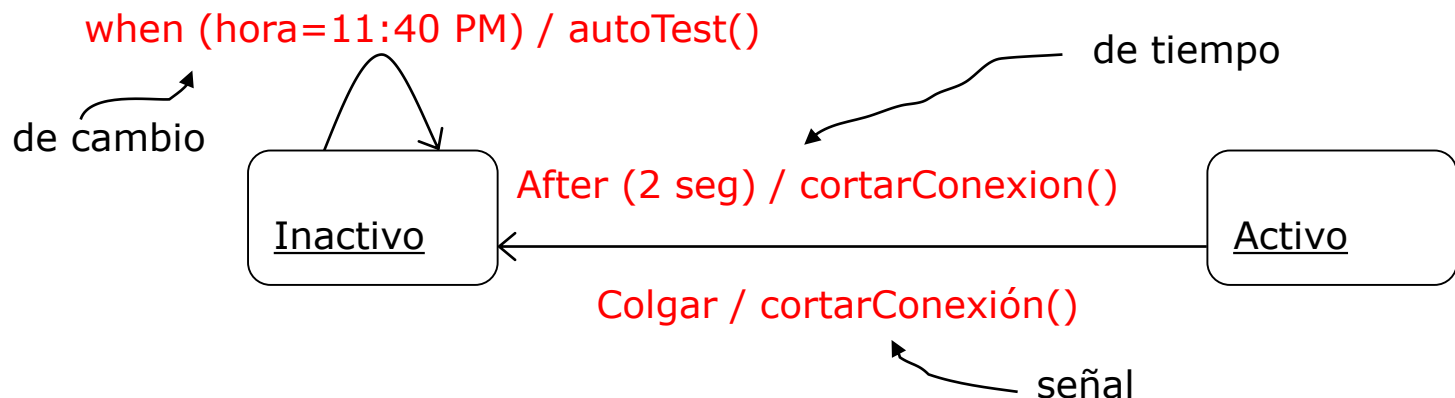 when (hora=11:40 PM) / autoTest()
de tiempo
de cambio
After (2 seg) / cortarConexion()
Inactivo
Activo
Colgar / cortarConexión()
señal